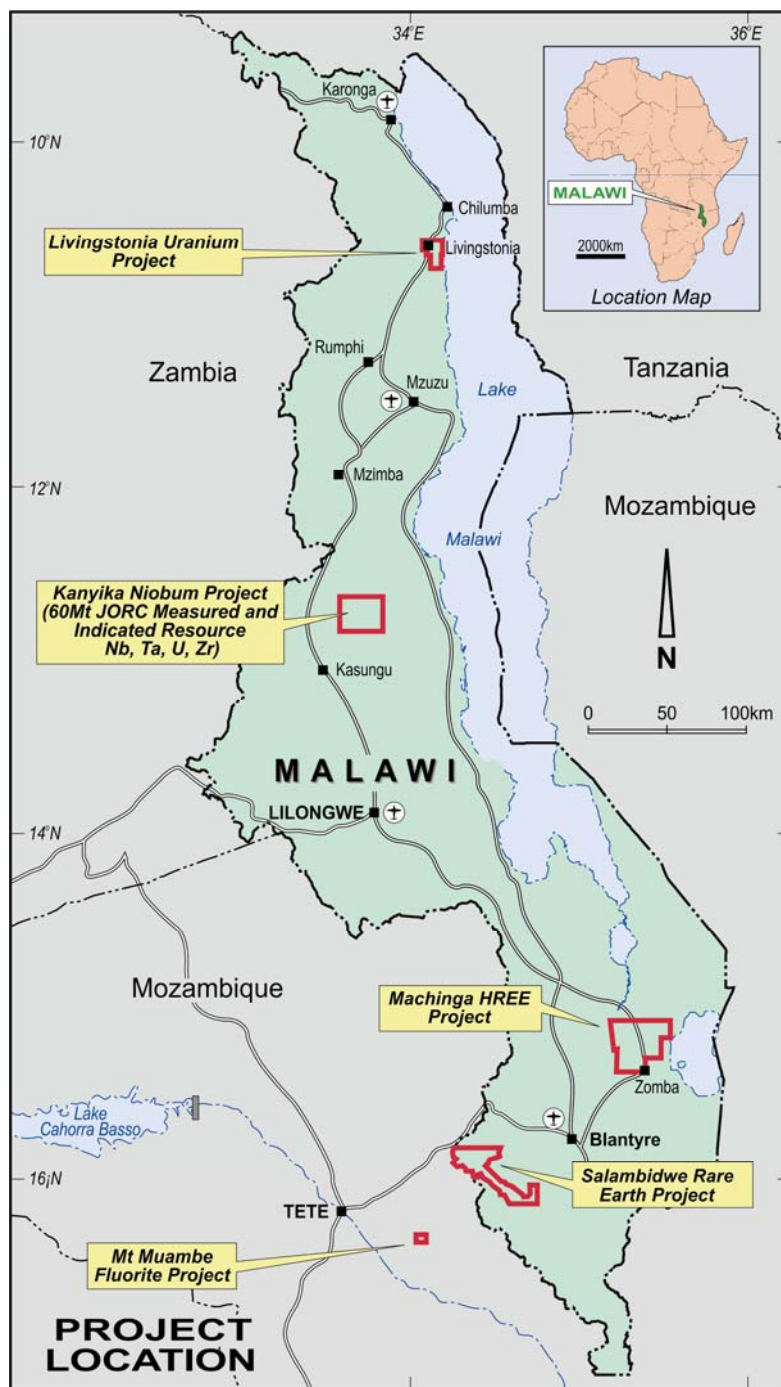 34°E
36°E
Karonga
10°N
MALAWI
2000km
Location Map
Chilumba
Livingstonia Uranium
Project
Livingstonia
Rumphi
Zambia
Mzuzu
Lake
Tanzania
Mzimba
12°N
Mozambique
Malawi
Kanyika Niobum Project
(60Mt JORC Measured and
Indicated Resource
Nb, Ta, U, Zr)
N
Kasungu
0 50 100km
MALAWI
LILONGWE
14°N
Mozambique
Machinga HREE
Project
Zomba
Lake
Cahorra Basso
Blantyre
16¡N
Salambidwe Rare
Earth Project
TETE
Mt Muambe
Fluorite Project
PROJECT
LOCATION